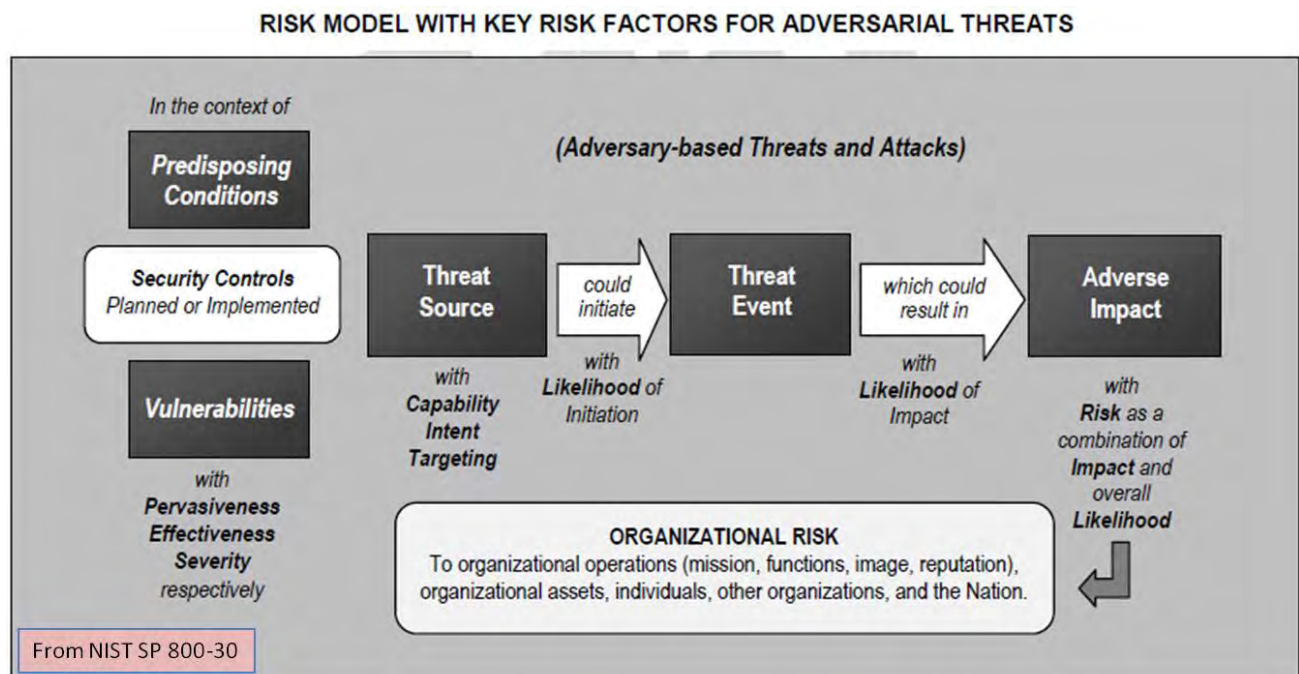 RISK MODEL WITH KEY RISK FACTORS FOR ADVERSARIAL THREATS
In the context of
Predisposing
Conditions
Security Controls
Planned or Implemented
Vulnerabilities
with
Pervasiveness
Effectiveness
Severity
respectively
(Adversary-based Threats and Attacks)
Threat
Source
with
Capability
Intent
Targeting
could
initiate
with
Likelihood of
Initiation
Threat
Event
which could
result in
with
Likelihood of
Impact
Adverse
Impact
with
Risk as a
combination of
Impact and
overall
Likelihood
ORGANIZATIONAL RISK
To organizational operations (mission, functions, image, reputation),
organizational assets, individuals, other organizations, and the Nation.
From NIST SP 800-30